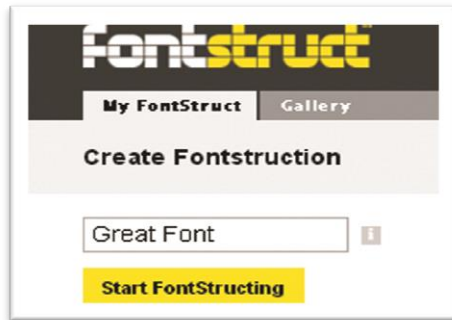 fontstruct
My FontStruct Gallery
Create Fontstruction
Great Font
i
Start FontStructing